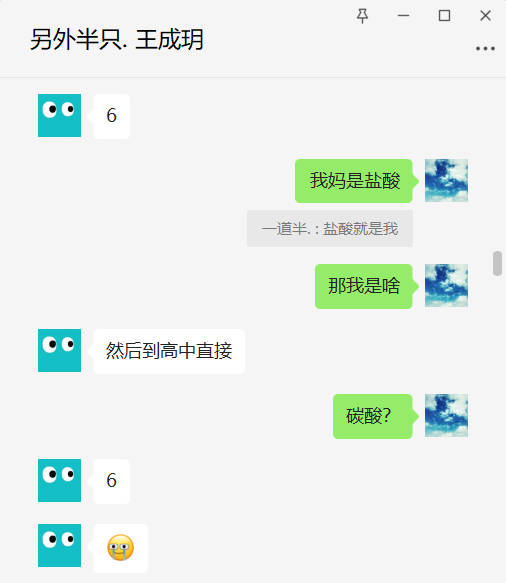 另外半只. 王成玥
6
我妈是盐酸
一道半. : 盐酸就是我
那我是啥
然后到高中直接
碳酸?
6